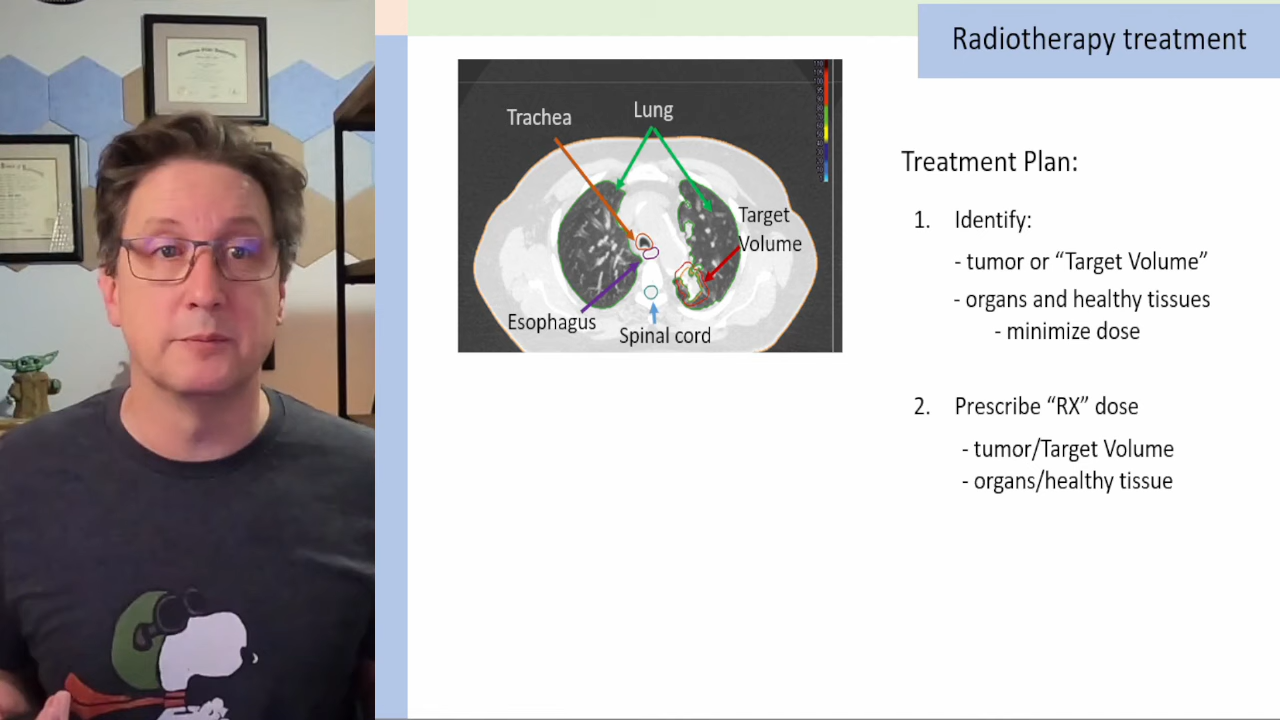 Radiotherapy treatment
Trachea
Lung
Target
Volume
Esophagus
Spinal cord
Treatment Plan:
1. Identify:
- tumor or “Target Volume”
- organs and healthy tissues
- minimize dose
2. Prescribe “RX” dose
- tumor/Target Volume
- organs/healthy tissue